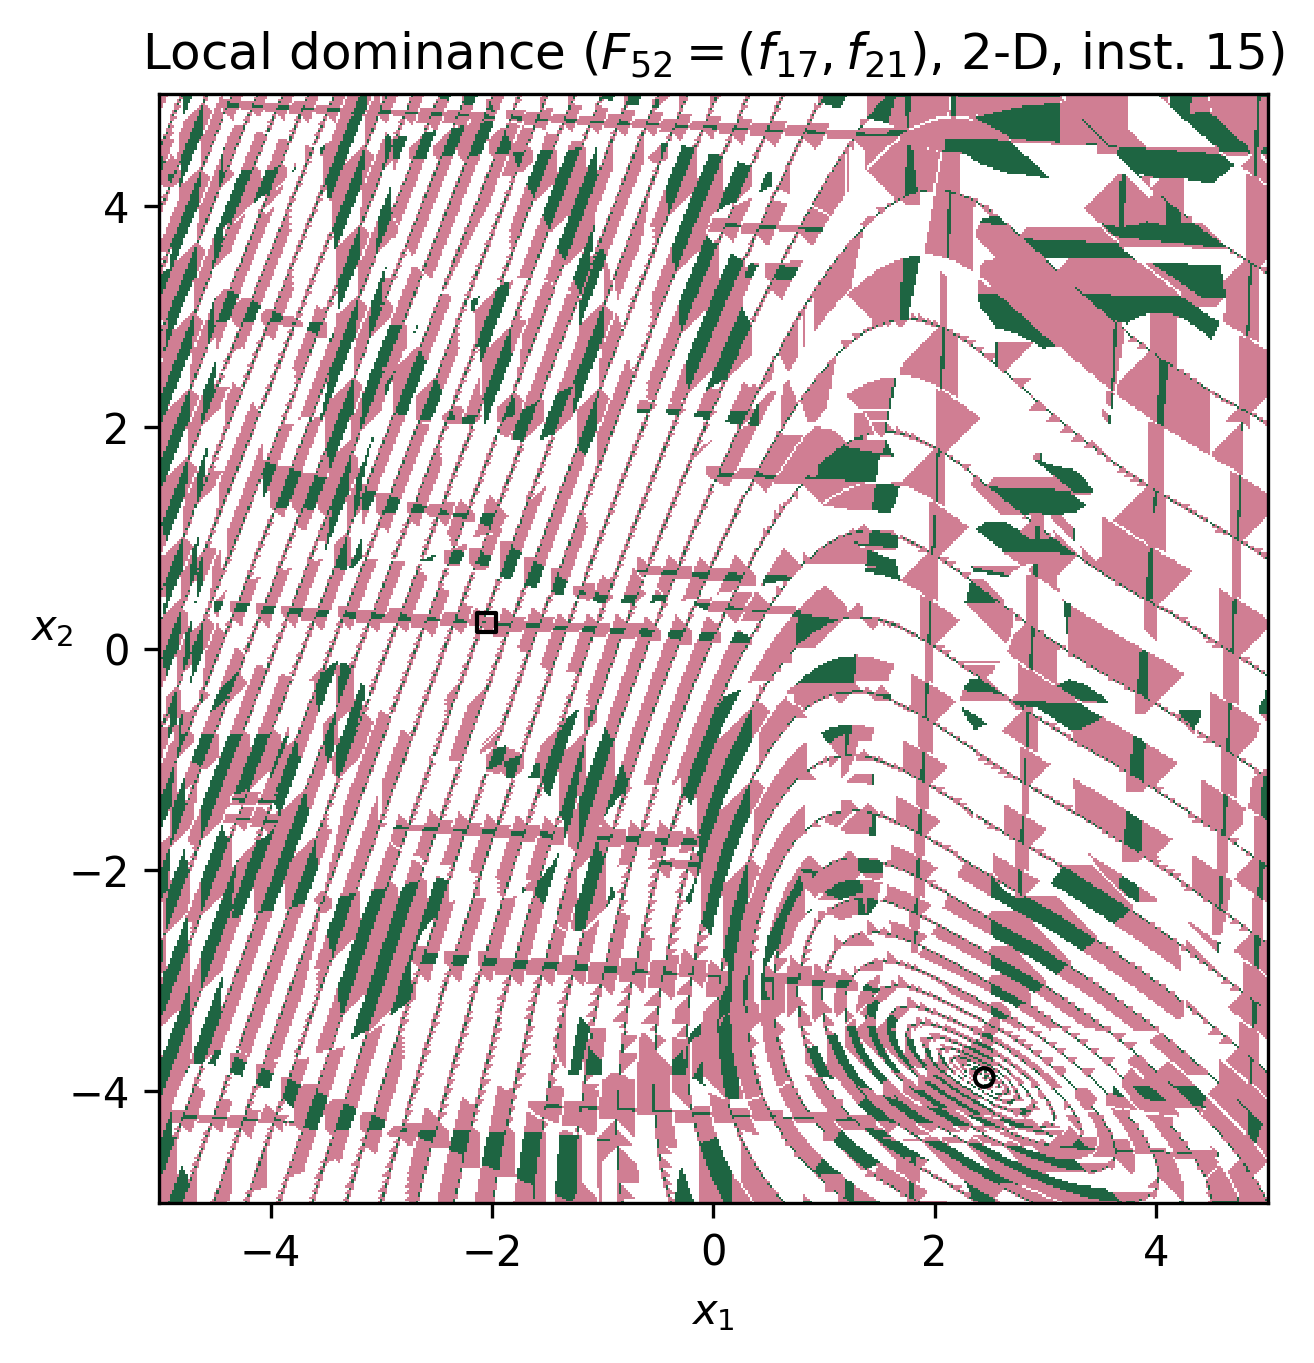 Local dominance (F₅₂ = (f₁₇, f₂₁), 2-D, inst. 15)
4
2
x₂
0
−2
−4
−4 −2 0 2 4
x₁